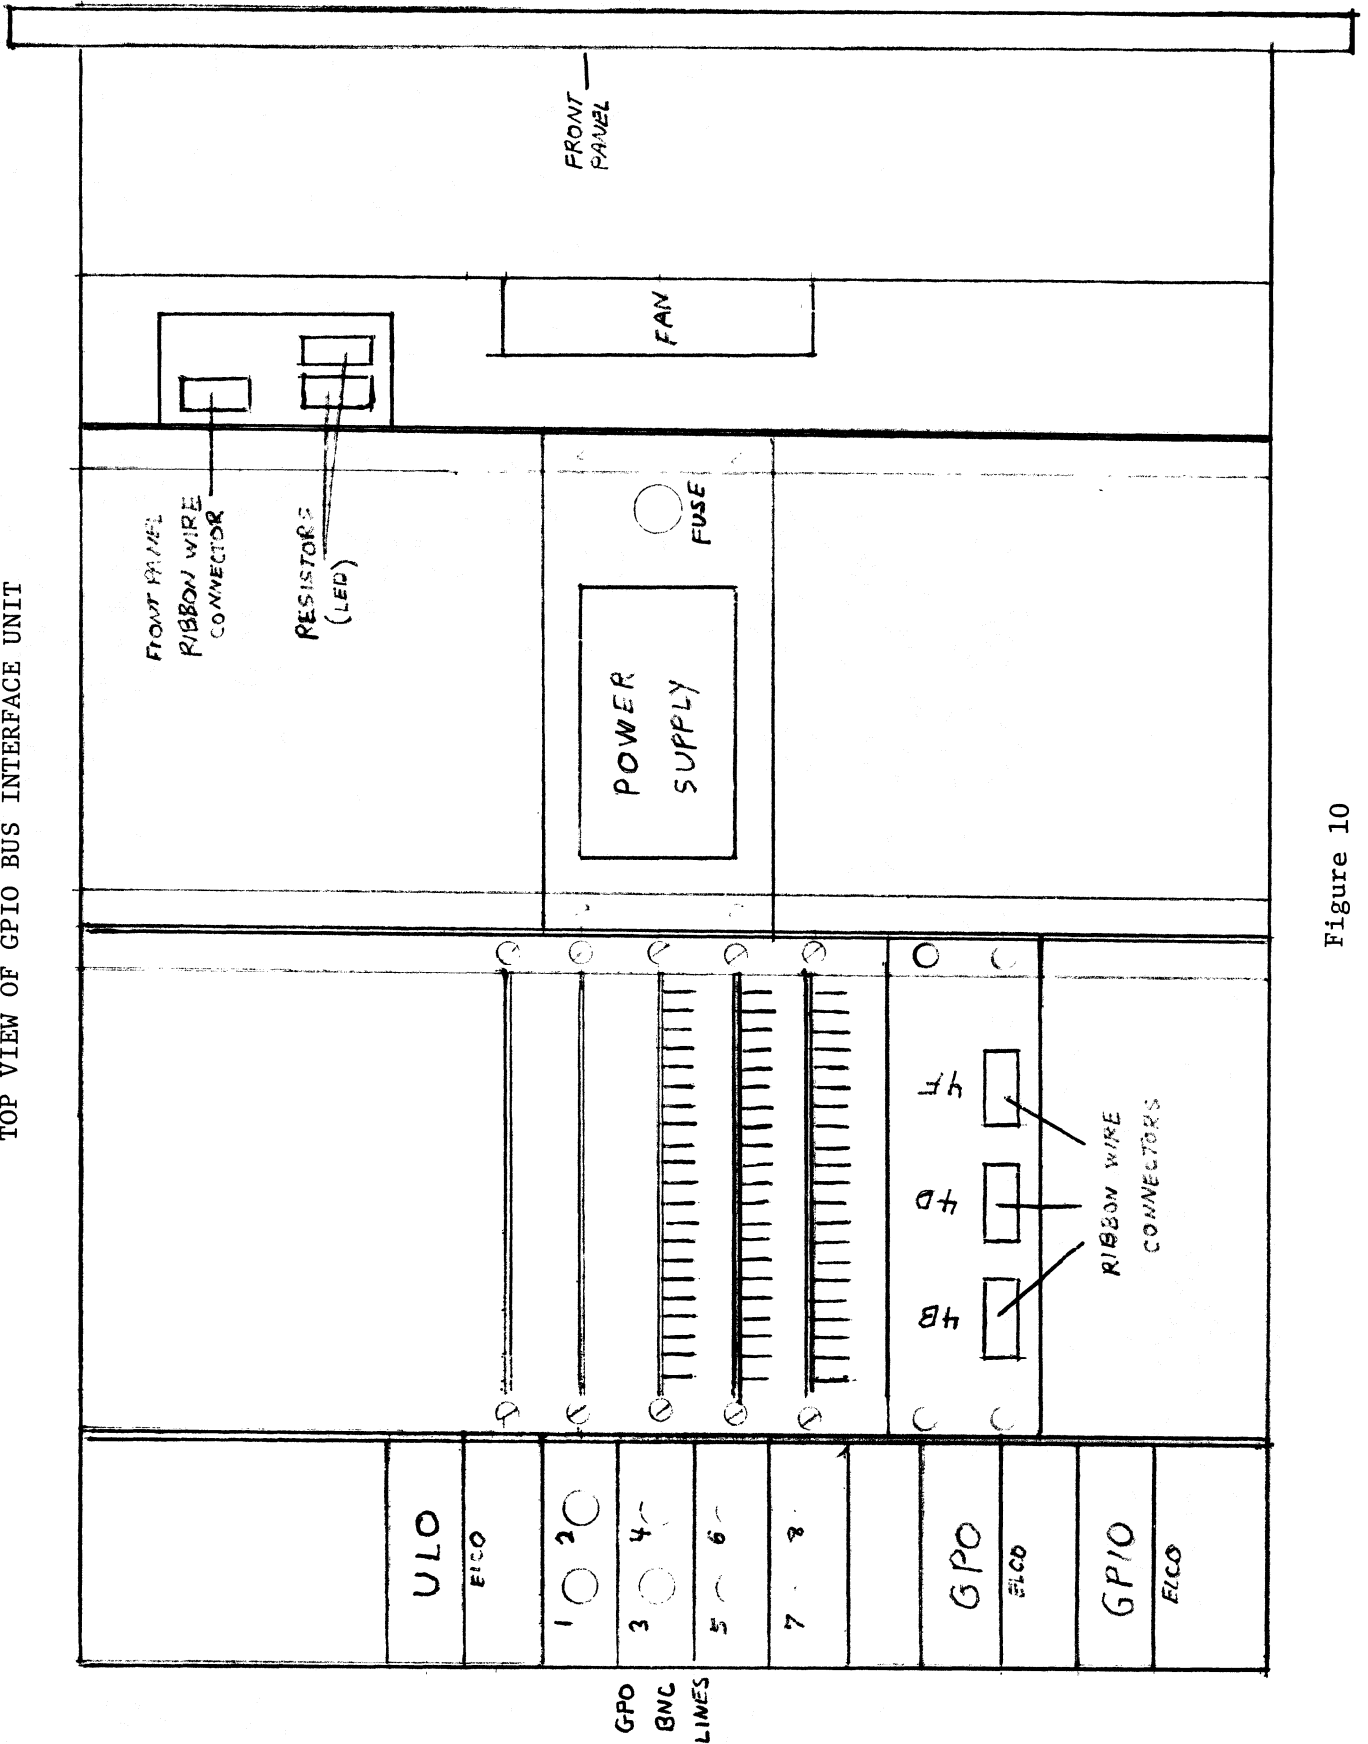 TOP VIEW OF GPIO BUS INTERFACE UNIT
FRONT
PANEL
FAN
FRONT PANEL
RIBBON WIRE
CONNECTOR
RESISTORS
(LED)
FUSE
POWER
SUPPLY
4F
4D
4B
RIBBON WIRE
CONNECTORS
ULO
ELCO
1 2
3 4
5 6
7 8
GPO
BNC
LINES
GPO
ELCO
GPIO
ELCO
Figure 10